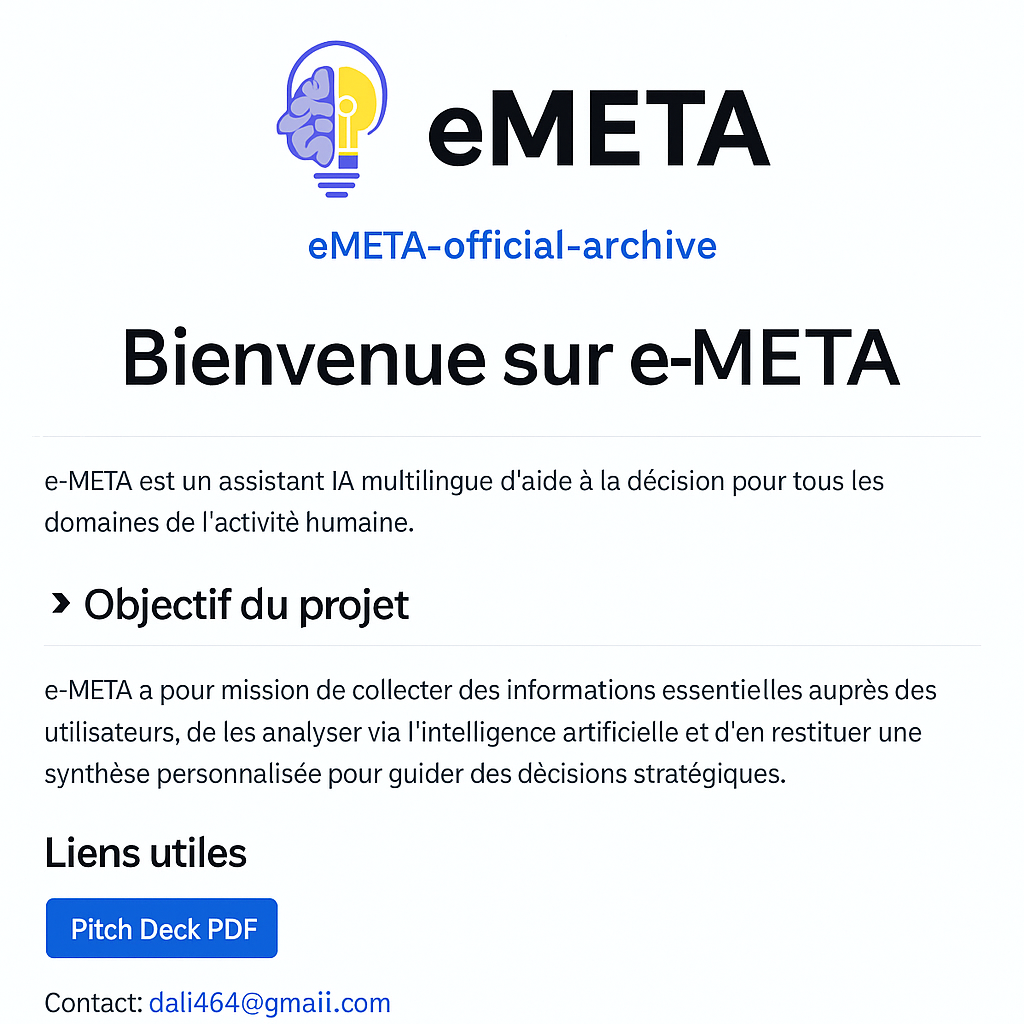 eMETA
eMETA-official-archive
Bienvenue sur e-META
e-META est un assistant IA multilingue d'aide à la décision pour tous les
domaines de l'activitè humaine.
› Objectif du projet
e-META a pour mission de collecter des informations essentielles auprès des
utilisateurs, de les analyser via l'intelligence artificielle et d'en restituer une
synthèse personnalisée pour guider des dècisions stratégiques.
Liens utiles
Pitch Deck PDF
Contact: dali464@gmaii.com